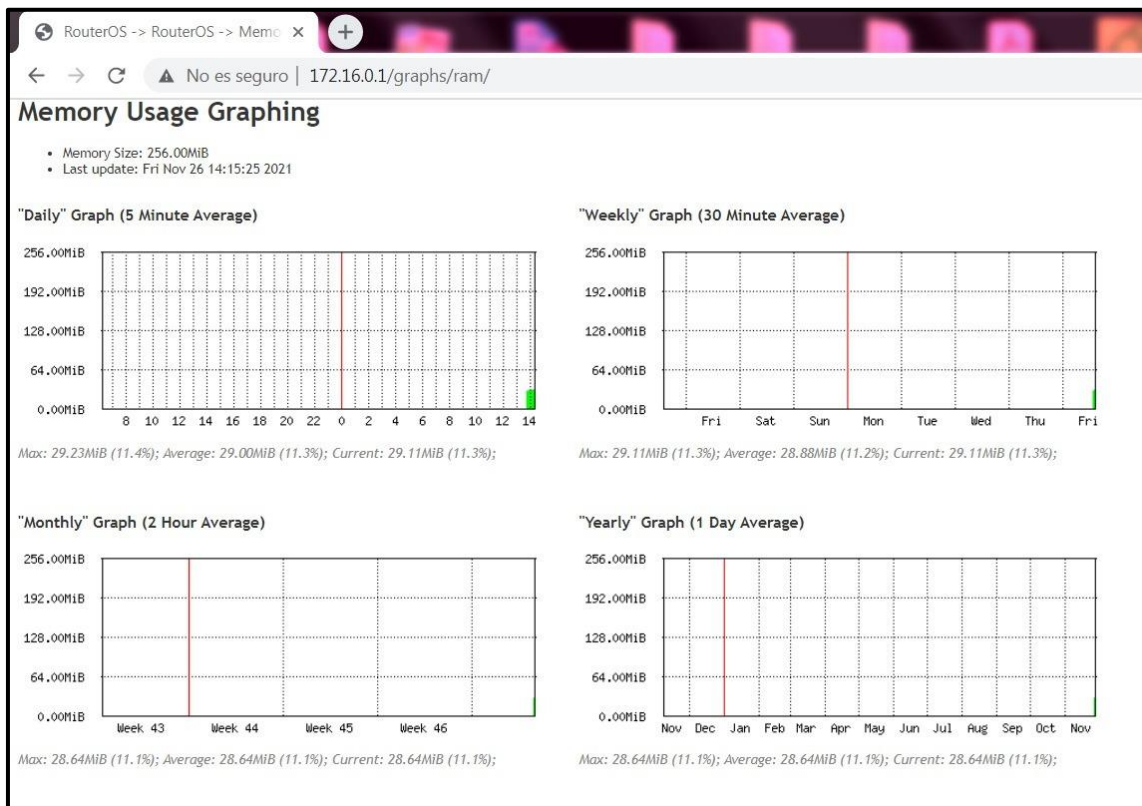 RouterOS -> RouterOS -> Memo
No es seguro | 172.16.0.1/graphs/ram/
Memory Usage Graphing
• Memory Size: 256.00MiB
• Last update: Fri Nov 26 14:15:25 2021
"Daily" Graph (5 Minute Average)
256.00MiB
192.00MiB
128.00MiB
64.00MiB
0.00MiB
8 10 12 14 16 18 20 22 0 2 4 6 8 10 12 14
Max: 29.23MiB (11.4%); Average: 29.00MiB (11.3%); Current: 29.11MiB (11.3%);
"Weekly" Graph (30 Minute Average)
256.00MiB
192.00MiB
128.00MiB
64.00MiB
0.00MiB
Fri Sat Sun Mon Tue Wed Thu Fri
Max: 29.11MiB (11.3%); Average: 28.88MiB (11.2%); Current: 29.11MiB (11.3%);
"Monthly" Graph (2 Hour Average)
256.00MiB
192.00MiB
128.00MiB
64.00MiB
0.00MiB
Week 43 Week 44 Week 45 Week 46
Max: 28.64MiB (11.1%); Average: 28.64MiB (11.1%); Current: 28.64MiB (11.1%);
"Yearly" Graph (1 Day Average)
256.00MiB
192.00MiB
128.00MiB
64.00MiB
0.00MiB
Nov Dec Jan Feb Mar Apr May Jun Jul Aug Sep Oct Nov
Max: 28.64MiB (11.1%); Average: 28.64MiB (11.1%); Current: 28.64MiB (11.1%);